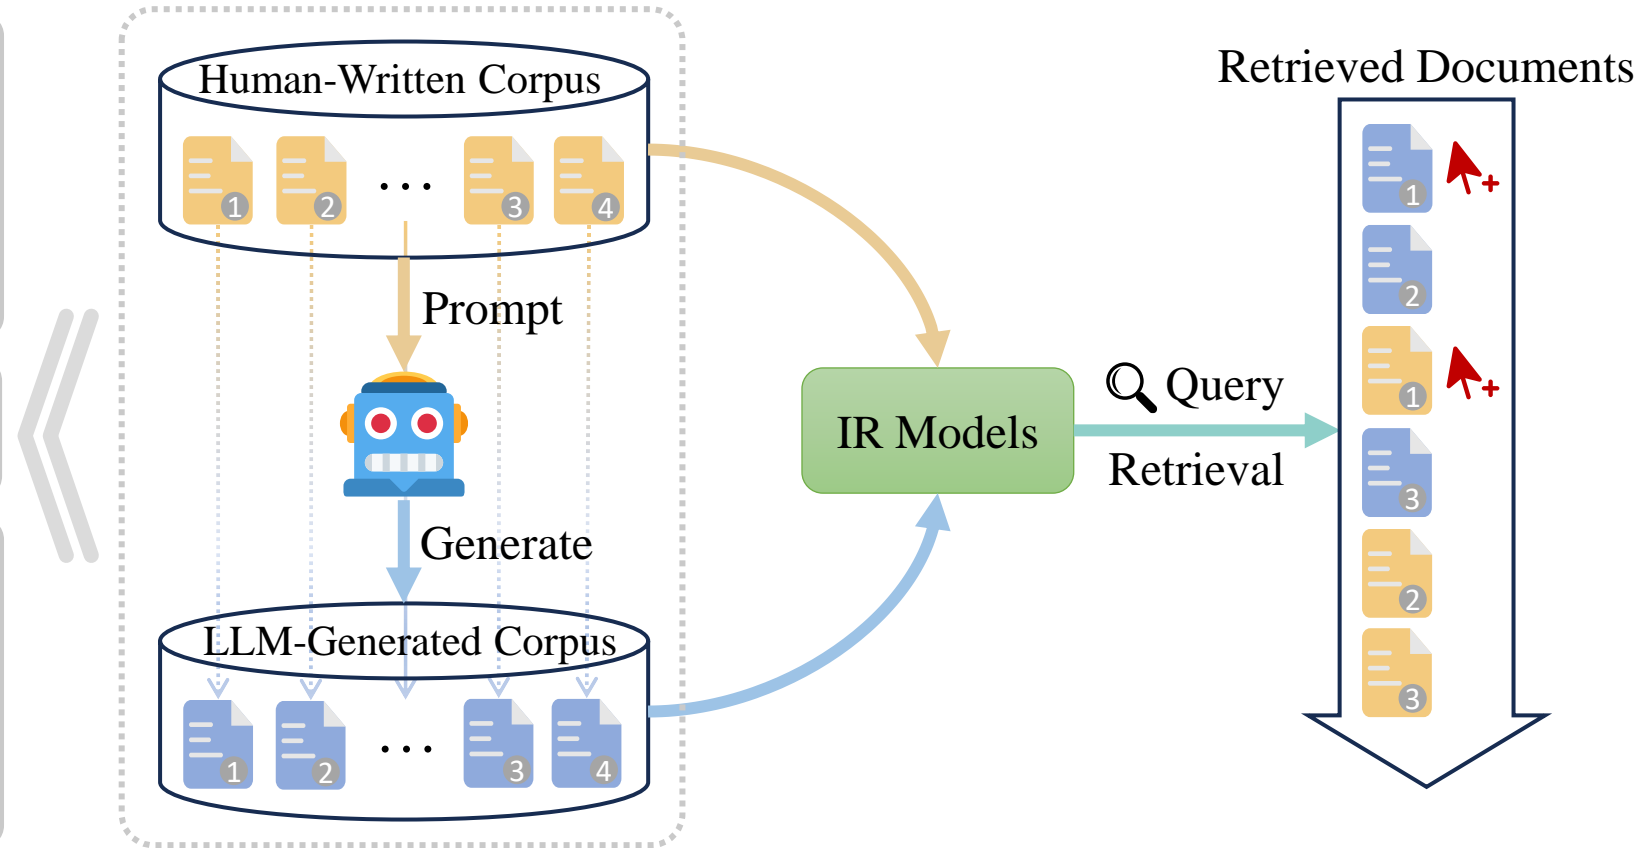 Human-Written Corpus
1 2 ... 3 4
Prompt
Generate
LLM-Generated Corpus
1 2 ... 3 4
IR Models
Query
Retrieval
Retrieved Documents
1
2
1
3
2
3